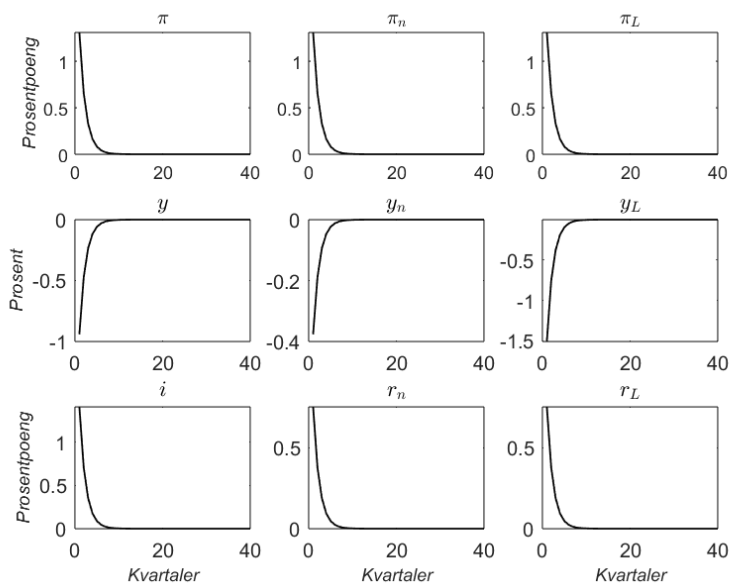 π π_n π_L
1 1 1
0.5 0.5 0.5
0 0 0
0 20 40 0 20 40 0 20 40
Prosentpoeng
y y_n y_L
0 0
-0.5 -0.2 -0.5
-1
-1 -0.4 -1.5
0 20 40 0 20 40 0 20 40
Prosent
i r_n r_L
1
0.5 0.5
0.5
0 0 0
0 20 40 0 20 40 0 20 40
Prosentpoeng
Kvartaler Kvartaler Kvartaler